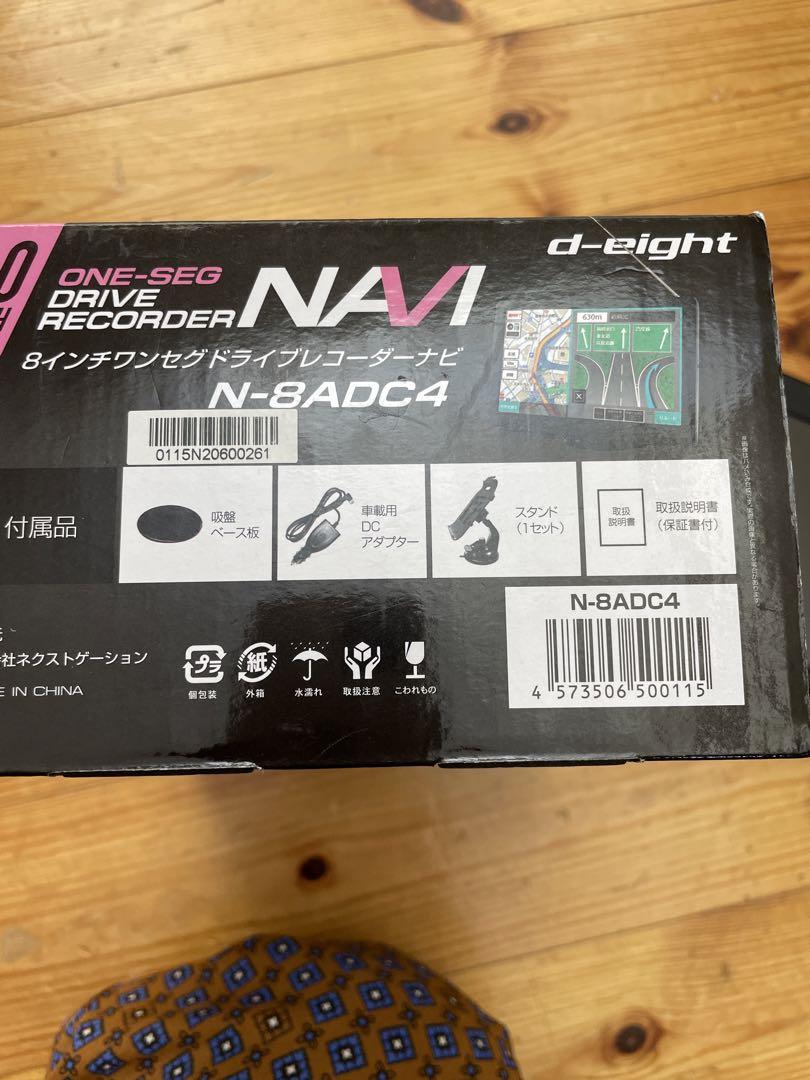 d-eight
ONE-SEG
DRIVE
RECORDER
NAVI
8インチワンセグドライブレコーダーナビ
N-8ADC4
630m
0115N20600261
付属品
吸盤
ベース板
車載用
DC
アダプター
スタンド
(1セット)
取扱
説明書
取扱説明書
(保証書付)
社ネクストゲーション
E IN CHINA
プラ
個包装
紙
外箱
水濡れ
取扱注意
こわれもの
N-8ADC4
4 573506 500115